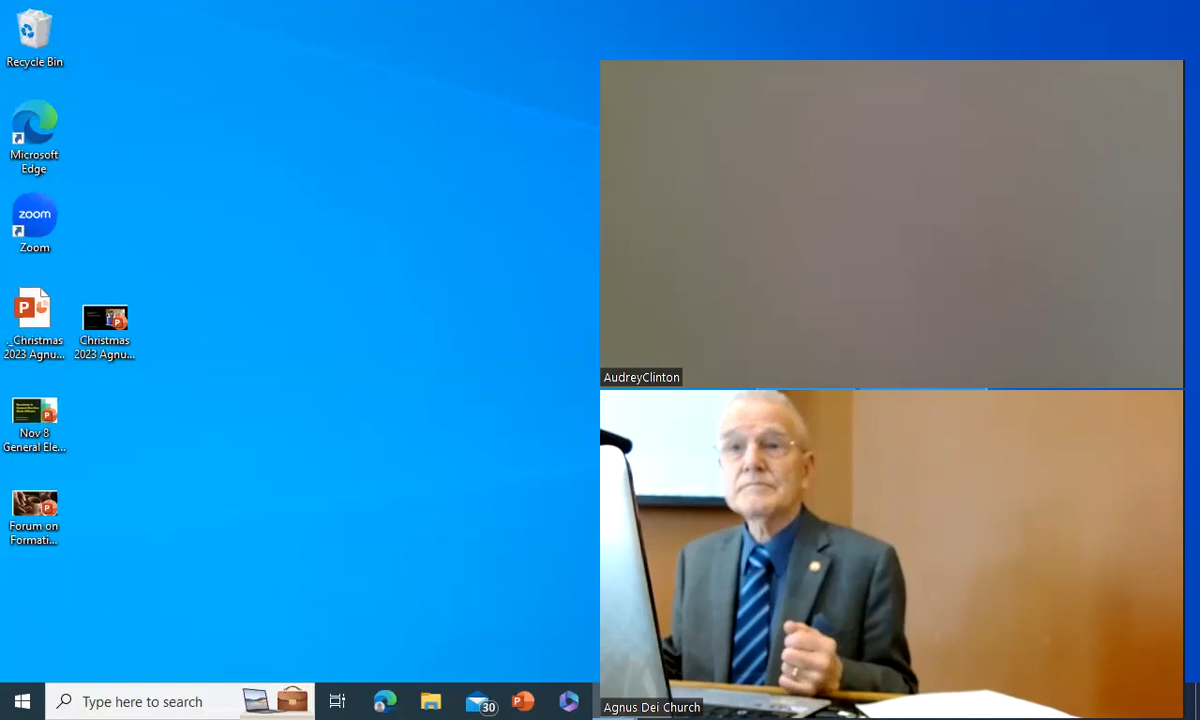 Recycle Bin
Microsoft
Edge
zoom
Zoom
._Christmas
2023 Agnu...
Christmas
2023 Agnu...
Nov 8
General Ele...
Forum on
Formati...
AudreyClinton
Agnus Dei Church
Type here to search
30